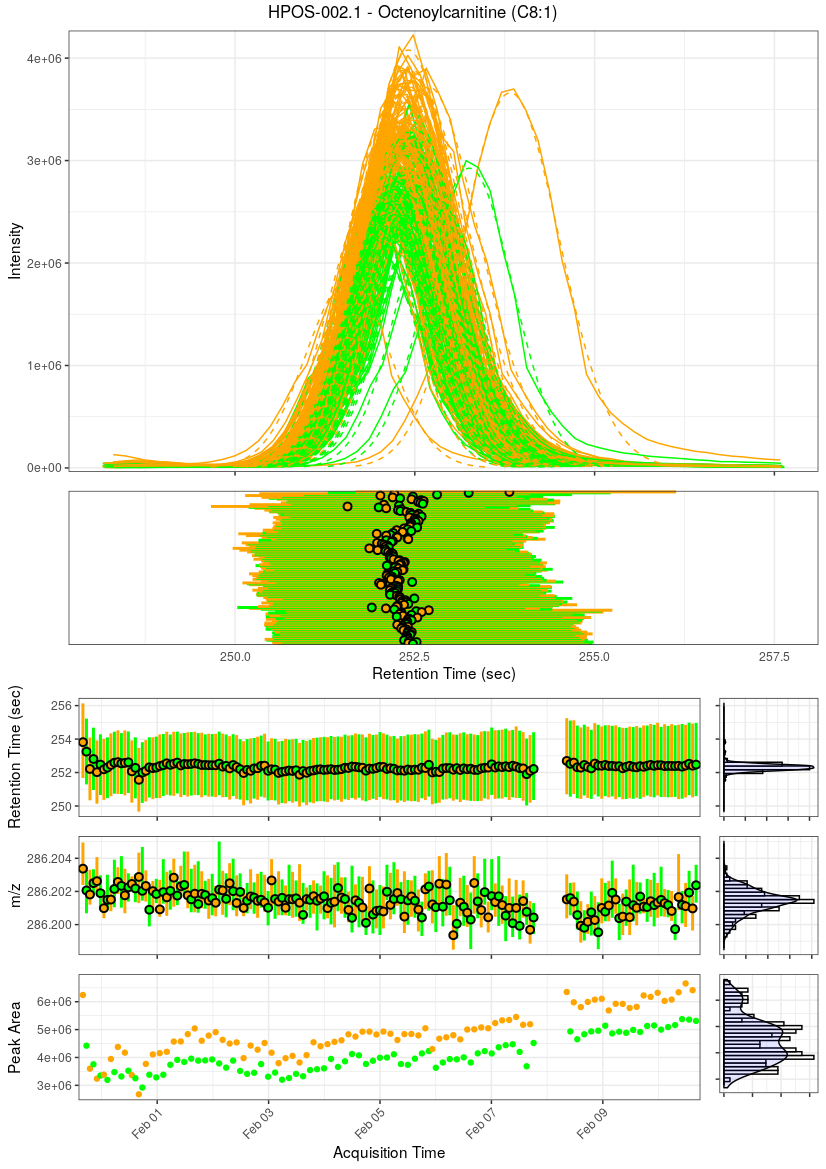 HPOS-002.1 - Octenoylcarnitine (C8:1)
4e+06
3e+06
2e+06
1e+06
0e+00
Intensity
250.0 252.5 255.0 257.5
Retention Time (sec)
Retention Time (sec)
256
254
252
250
m/z
286.204
286.202
286.200
Peak Area
6e+06
5e+06
4e+06
3e+06
Feb 01 Feb 03 Feb 05 Feb 07 Feb 09
Acquisition Time